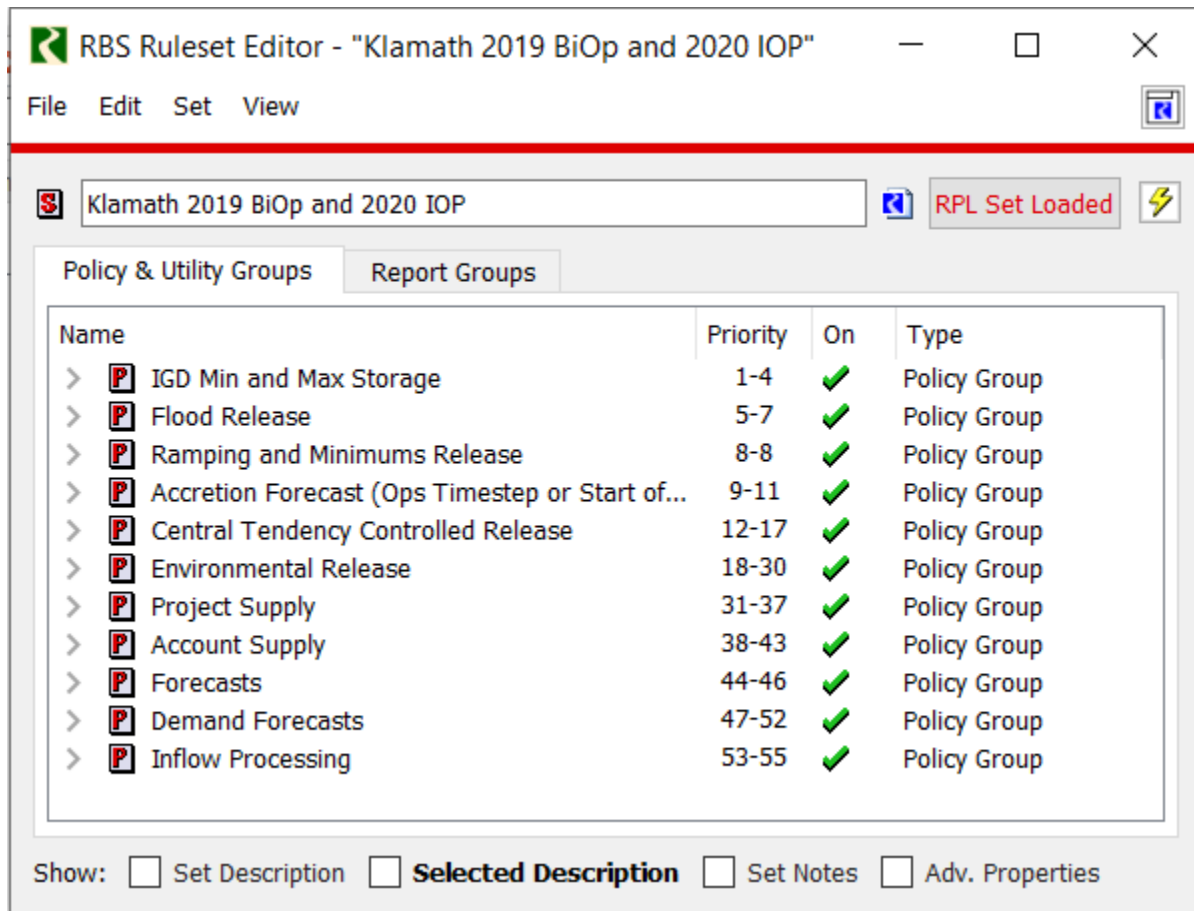 RBS Ruleset Editor - "Klamath 2019 BiOp and 2020 IOP"
File Edit Set View
S Klamath 2019 BiOp and 2020 IOP RPL Set Loaded
Policy & Utility Groups Report Groups
Name Priority On Type
P IGD Min and Max Storage 1-4 Policy Group
P Flood Release 5-7 Policy Group
P Ramping and Minimums Release 8-8 Policy Group
P Accretion Forecast (Ops Timestep or Start of... 9-11 Policy Group
P Central Tendency Controlled Release 12-17 Policy Group
P Environmental Release 18-30 Policy Group
P Project Supply 31-37 Policy Group
P Account Supply 38-43 Policy Group
P Forecasts 44-46 Policy Group
P Demand Forecasts 47-52 Policy Group
P Inflow Processing 53-55 Policy Group
Show: Set Description Selected Description Set Notes Adv. Properties